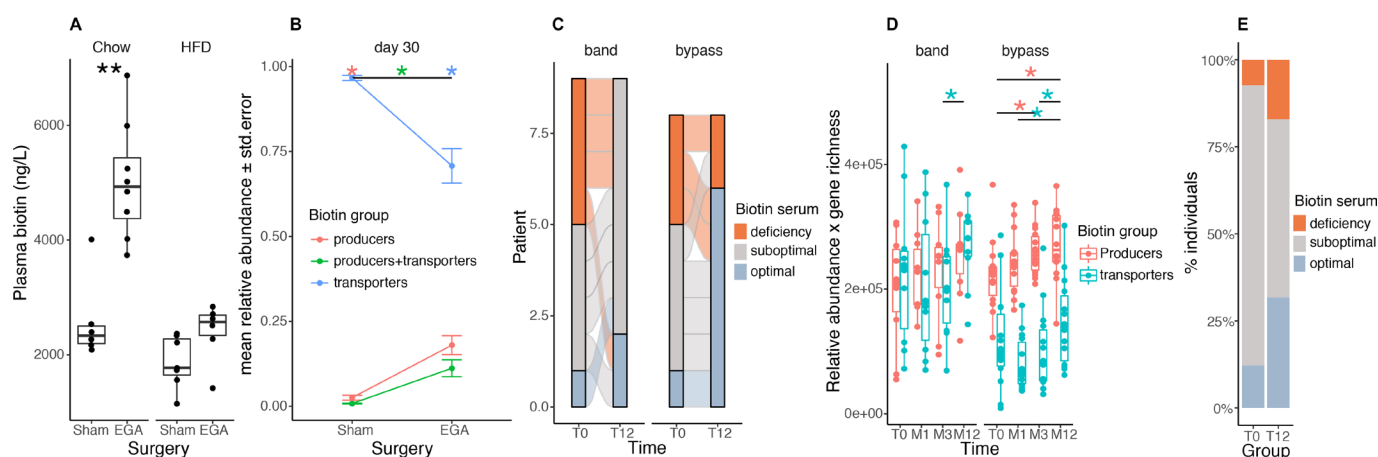 A
Chow
HFD
**
Plasma biotin (ng/L)
6000
4000
2000
Sham EGA Sham EGA
Surgery
B
day 30
* * *
mean relative abundance ± std.error
1.00
0.75
0.50
0.25
0.00
Biotin group
producers
producers+transporters
transporters
Sham
EGA
Surgery
C
band
bypass
Patient
7.5
5.0
2.5
0.0
T0 T12 T0 T12
Time
Biotin serum
deficiency
suboptimal
optimal
D
band
bypass
* * * * *
Relative abundance x gene richness
4e+05
2e+05
0e+00
T0 M1 M3 M12 T0 M1 M3 M12
Time
Biotin group
Producers
transporters
E
% individuals
100%
75%
50%
25%
0%
T0 T12
Group
Biotin serum
deficiency
suboptimal
optimal